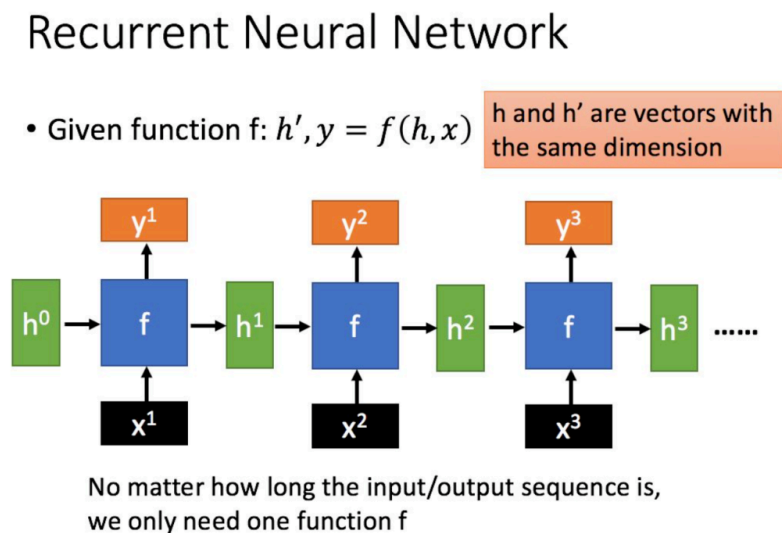 Recurrent Neural Network
• Given function f: h′, y = f(h, x)
h and h’ are vectors with
the same dimension
y¹ y² y³
h⁰ f h¹ f h² f h³ ......
x¹ x² x³
No matter how long the input/output sequence is,
we only need one function f